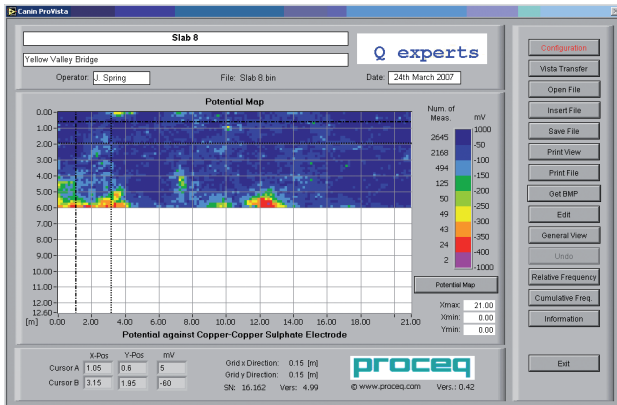 Canin ProVista
Slab 8
Yellow Valley Bridge
Q experts
Operator: J. Spring
File: Slab 8.bin
Date: 24th March 2007
Potential Map
Num. of Meas. mV
1000
2645 -50
2168 -100
494 -150
125 -200
50 -250
49 -300
43 -350
24 -400
2 -1000
0.00
1.00
2.00
3.00
4.00
5.00
6.00
7.00
8.00
9.00
10.00
11.00
12.00
12.60
[m] 0.00 2.00 4.00 6.00 8.00 10.00 12.00 14.00 16.00 18.00 21.00
Potential against Copper-Copper Sulphate Electrode
Potential Map
Xmax: 21.00
Xmin: 0.00
Ymin: 0.00
X-Pos Y-Pos mV
Cursor A 1.05 0.6 5
Cursor B 3.15 1.95 -60
Grid x Direction: 0.15 [m]
Grid y Direction: 0.15 [m]
SN: 16.162 Vers: 4.99
proceq
© www.proceq.com Vers.: 0.42
Configuration
Vista Transfer
Open File
Insert File
Save File
Print View
Print File
Get BMP
Edit
General View
Undo
Relative Frequency
Cumulative Freq.
Information
Exit